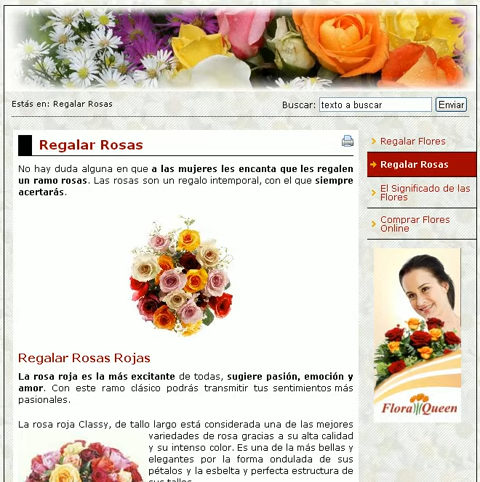 Estás en: Regalar Rosas
Buscar: texto a buscar Enviar
Regalar Rosas
No hay duda alguna en que a las mujeres les encanta que les regalen
un ramo rosas. Las rosas son un regalo intemporal, con el que siempre
acertarás.
Regalar Rosas Rojas
La rosa roja es la más excitante de todas, sugiere pasión, emoción y
amor. Con este ramo clásico podrás transmitir tus sentimientos más
pasionales.
La rosa roja Classy, de tallo largo está considerada una de las mejores
variedades de rosa gracias a su alta calidad
y su intenso color. Es una de la más bellas y
elegantes por la forma ondulada de sus
pétalos y la esbelta y perfecta estructura de
sus tallos.
Regalar Flores
Regalar Rosas
El Significado de las
Flores
Comprar Flores
Online
FloraQueen